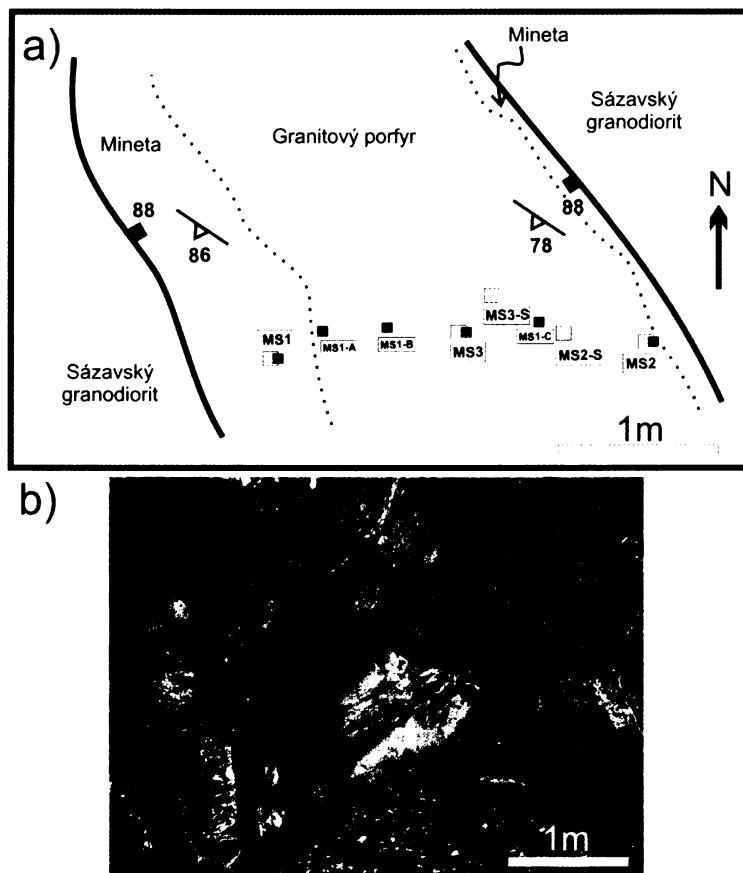 a)
Mineta
Sázavský
granodiorit
Mineta
Granitový porfyr
N
88
86
88
78
MS1
MS1-A
MS1-B
MS3
MS3-S
MS1-C
MS2-S
MS2
Sázavský
granodiorit
1m
b)
1m